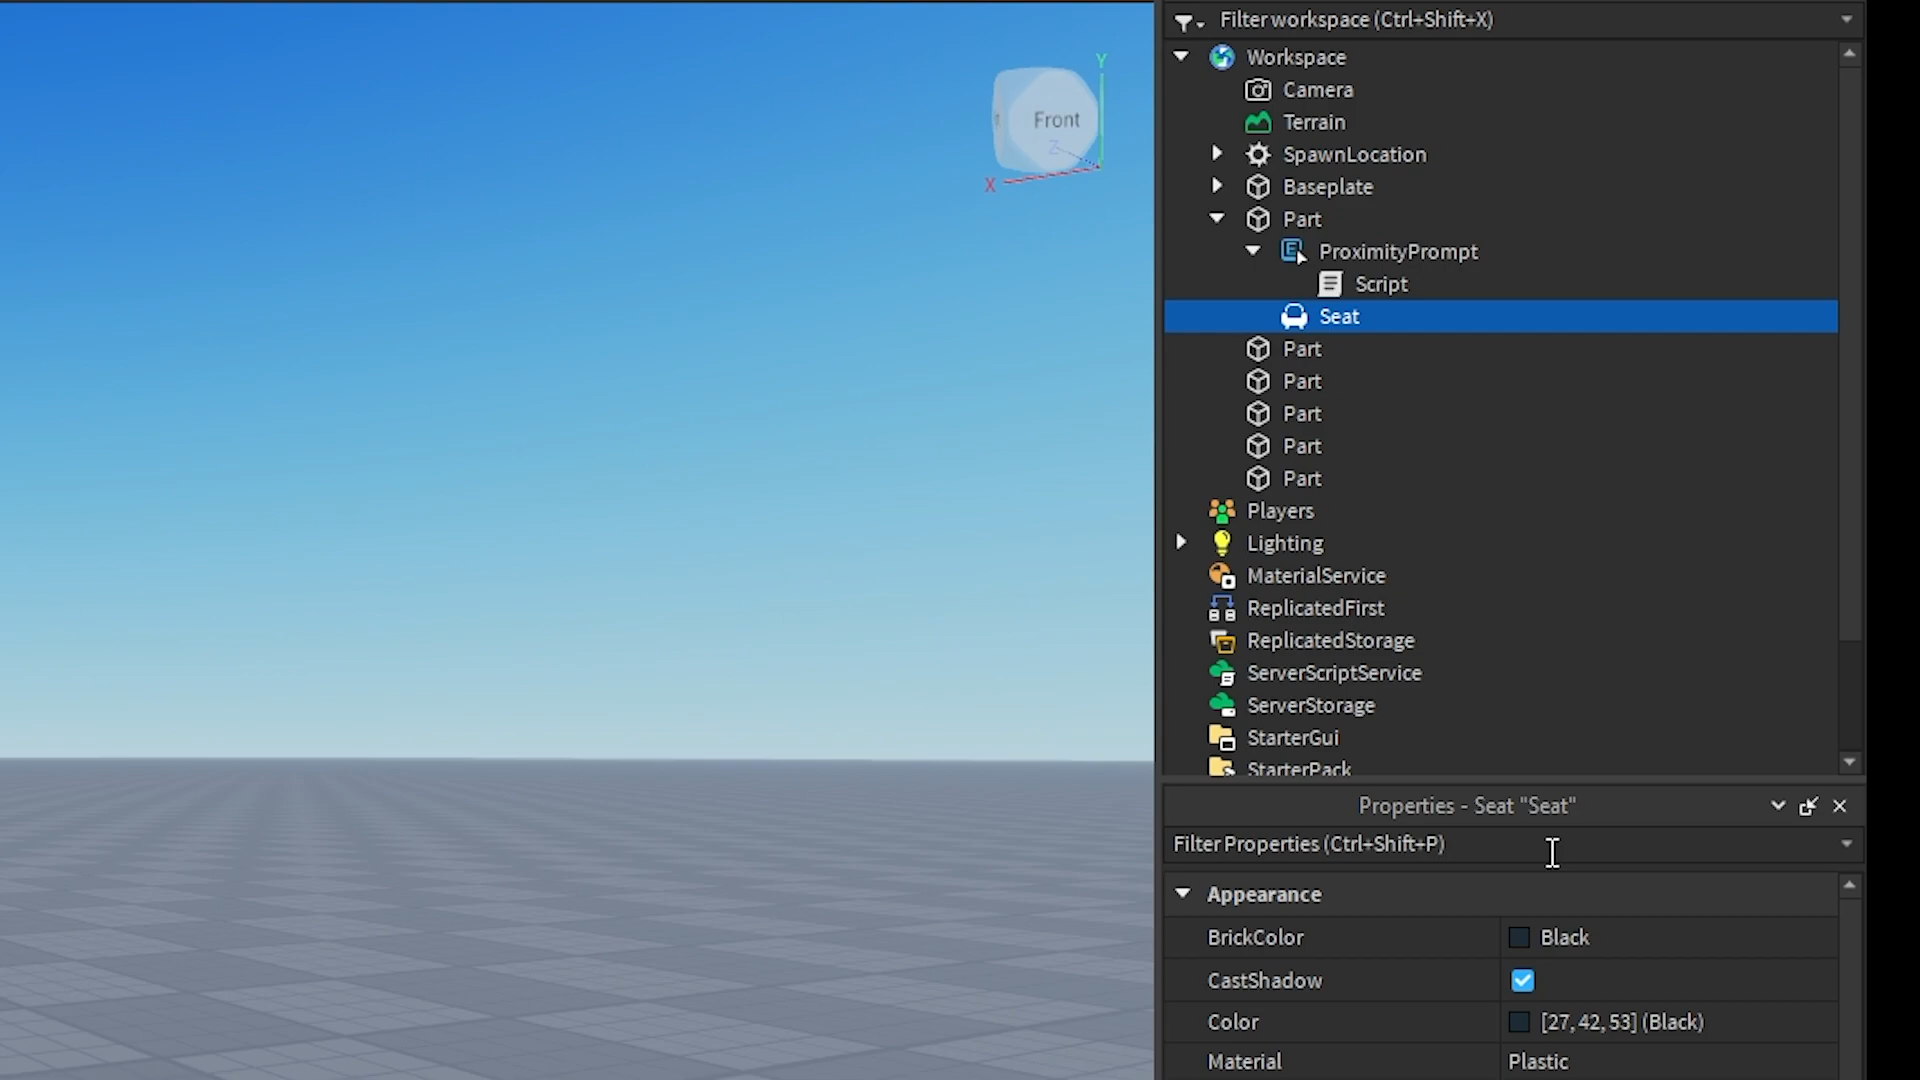 Filter workspace (Ctrl+Shift+X)
Workspace
Camera
Terrain
SpawnLocation
Baseplate
Part
ProximityPrompt
Script
Seat
Part
Part
Part
Part
Part
Players
Lighting
MaterialService
ReplicatedFirst
ReplicatedStorage
ServerScriptService
ServerStorage
StarterGui
StarterPack
Y
Front
Z
X
Properties - Seat "Seat"
Filter Properties (Ctrl+Shift+P)
Appearance
BrickColor Black
CastShadow
Color [27, 42, 53] (Black)
Material Plastic